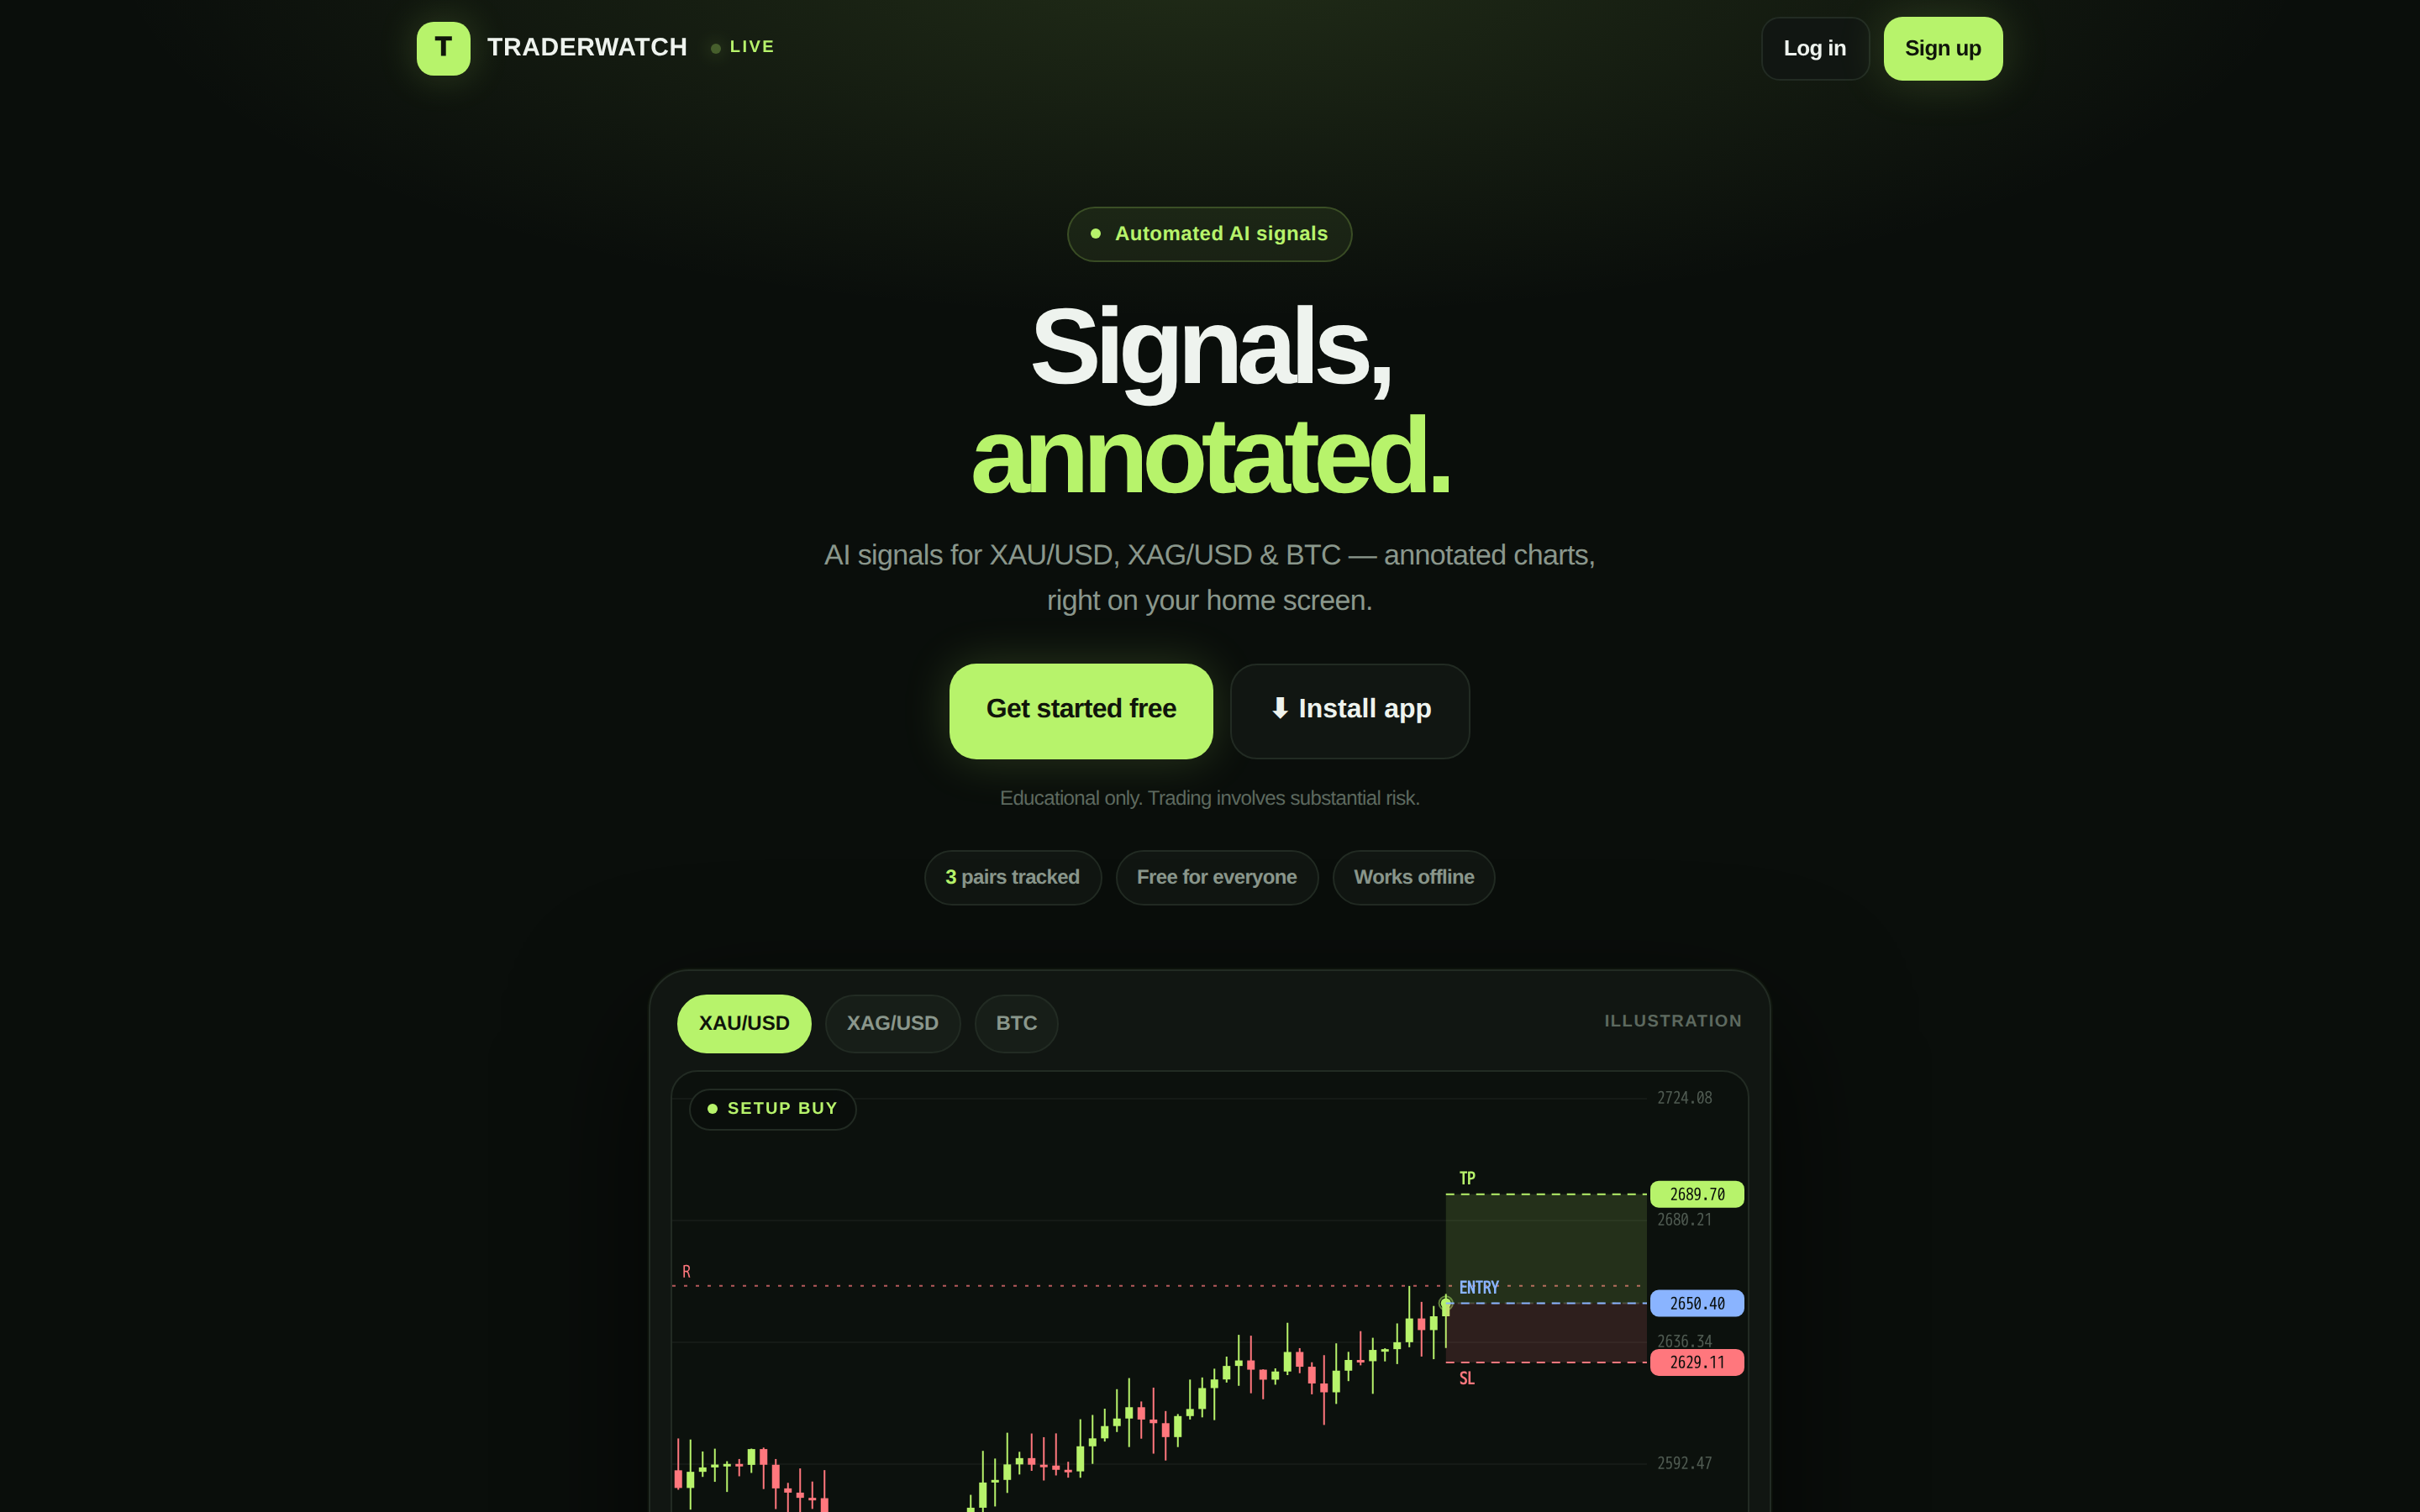 T TRADERWATCH LIVE Log in Sign up
Automated AI signals
Signals,
annotated.
AI signals for XAU/USD, XAG/USD & BTC — annotated charts,
right on your home screen.
Get started free ⬇ Install app
Educational only. Trading involves substantial risk.
3 pairs tracked Free for everyone Works offline
XAU/USD XAG/USD BTC ILLUSTRATION
SETUP BUY 2724.08
TP
2689.70
2680.21
R
ENTRY
2650.40
2636.34
2629.11
SL
2592.47